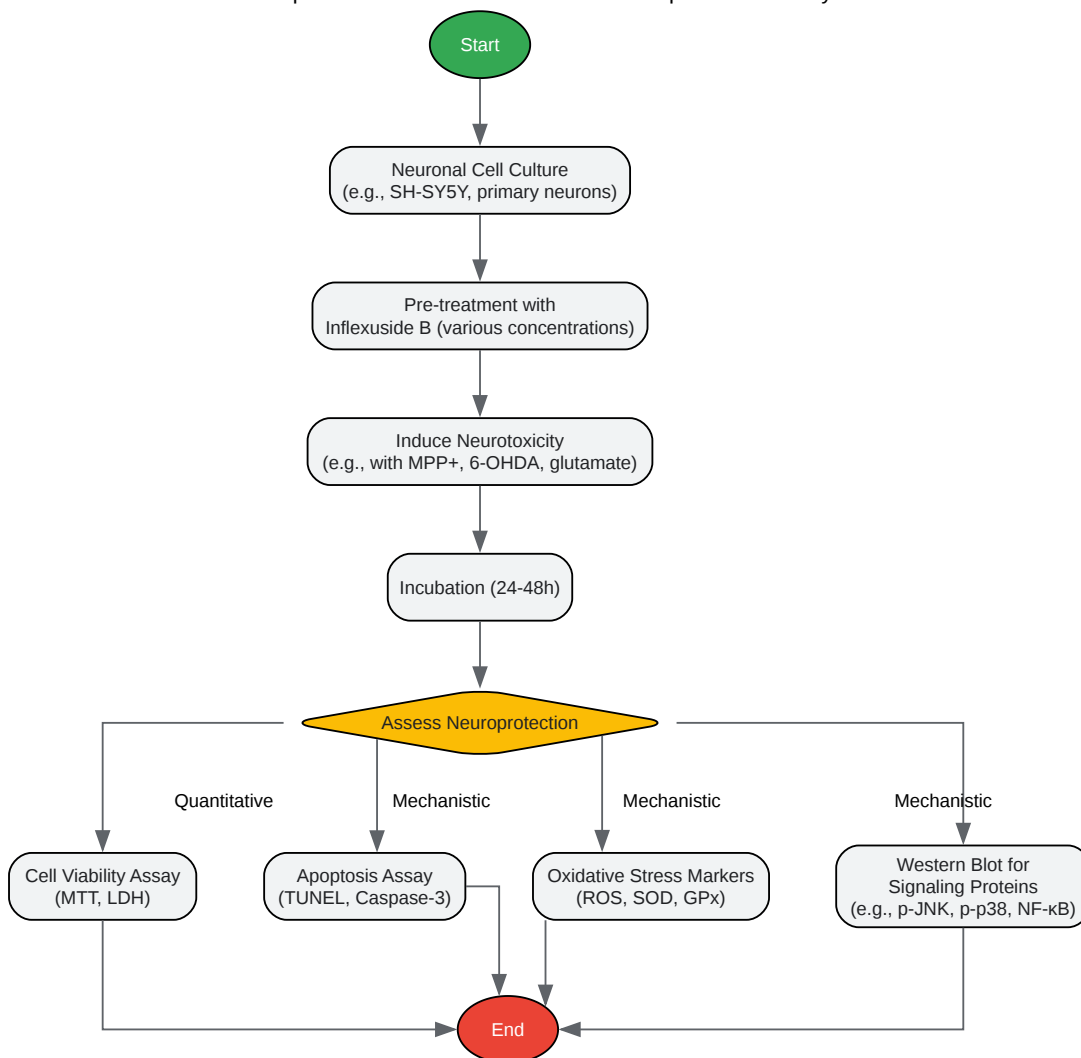 Start
Neuronal Cell Culture
(e.g., SH-SY5Y, primary neurons)
Pre-treatment with
Inflexuside B (various concentrations)
Induce Neurotoxicity
(e.g., with MPP+, 6-OHDA, glutamate)
Incubation (24-48h)
Assess Neuroprotection
Quantitative
Mechanistic
Mechanistic
Mechanistic
Cell Viability Assay
(MTT, LDH)
Apoptosis Assay
(TUNEL, Caspase-3)
Oxidative Stress Markers
(ROS, SOD, GPx)
Western Blot for
Signaling Proteins
(e.g., p-JNK, p-p38, NF-κB)
End